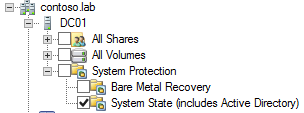 contoso.lab
DC01
All Shares
All Volumes
System Protection
Bare Metal Recovery
System State (includes Active Directory)